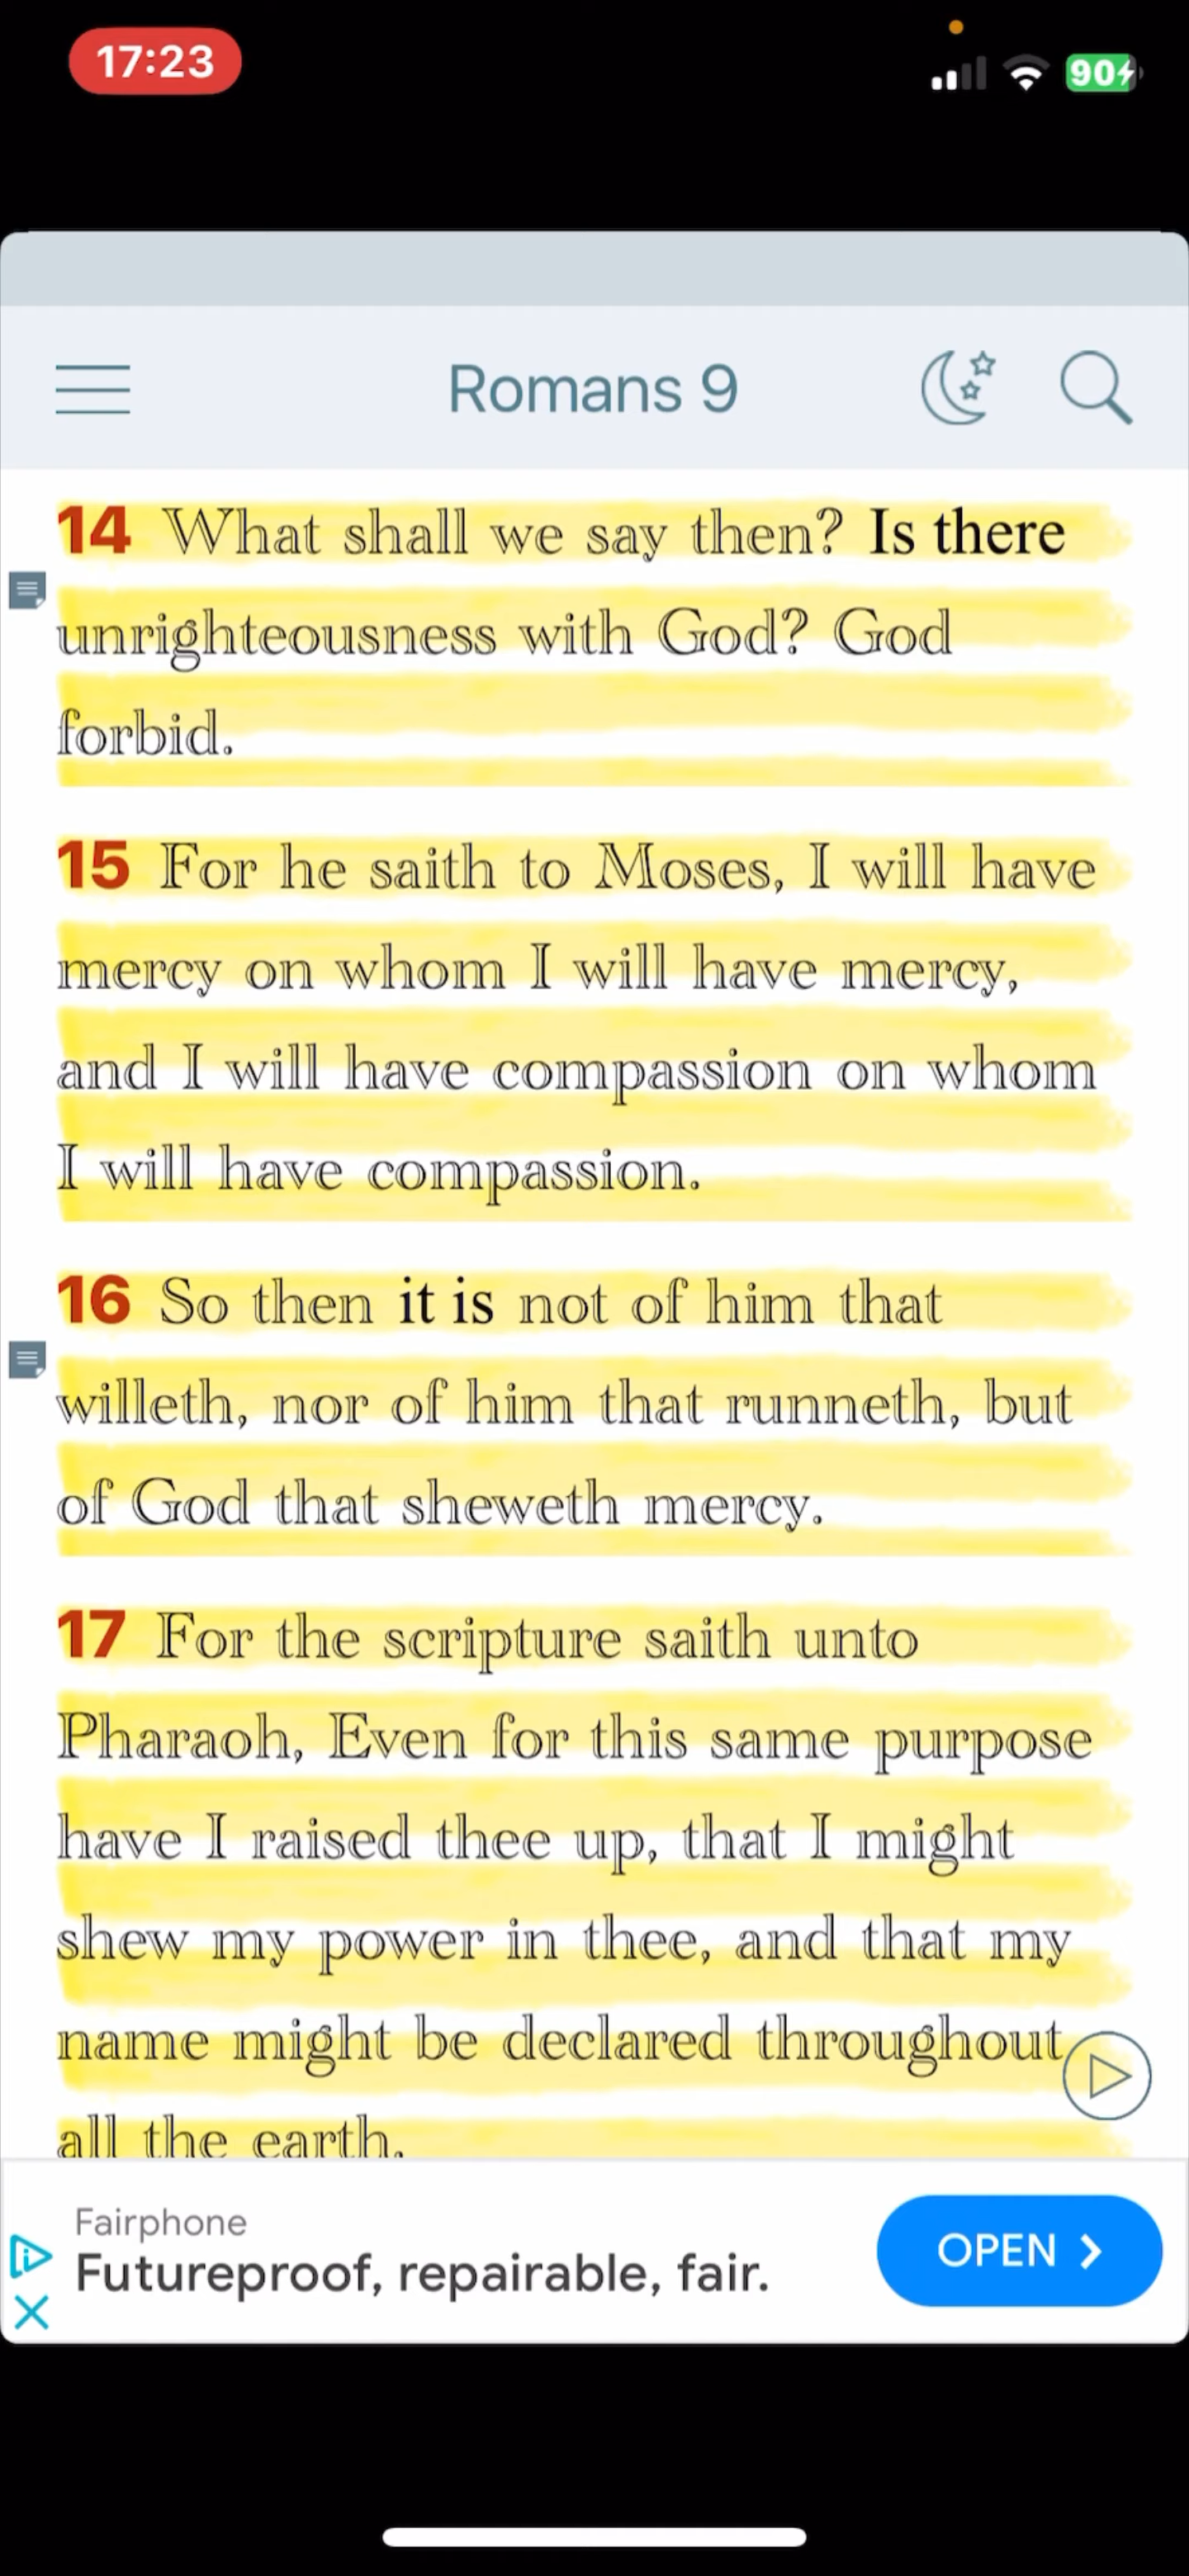 17:23
90
Romans 9
14 What shall we say then? Is there
unrighteousness with God? God
forbid.
15 For he saith to Moses, I will have
mercy on whom I will have mercy,
and I will have compassion on whom
I will have compassion.
16 So then it is not of him that
willeth, nor of him that runneth, but
of God that sheweth mercy.
17 For the scripture saith unto
Pharaoh, Even for this same purpose
have I raised thee up, that I might
shew my power in thee, and that my
name might be declared throughout
all the earth.
Fairphone
Futureproof, repairable, fair.
OPEN